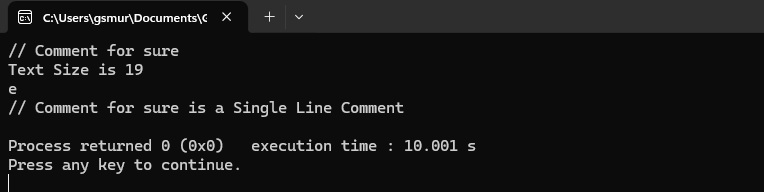 C:\Users\gsmur\Documents\G
// Comment for sure
Text Size is 19
e
// Comment for sure is a Single Line Comment
Process returned 0 (0x0)   execution time : 10.001 s
Press any key to continue.